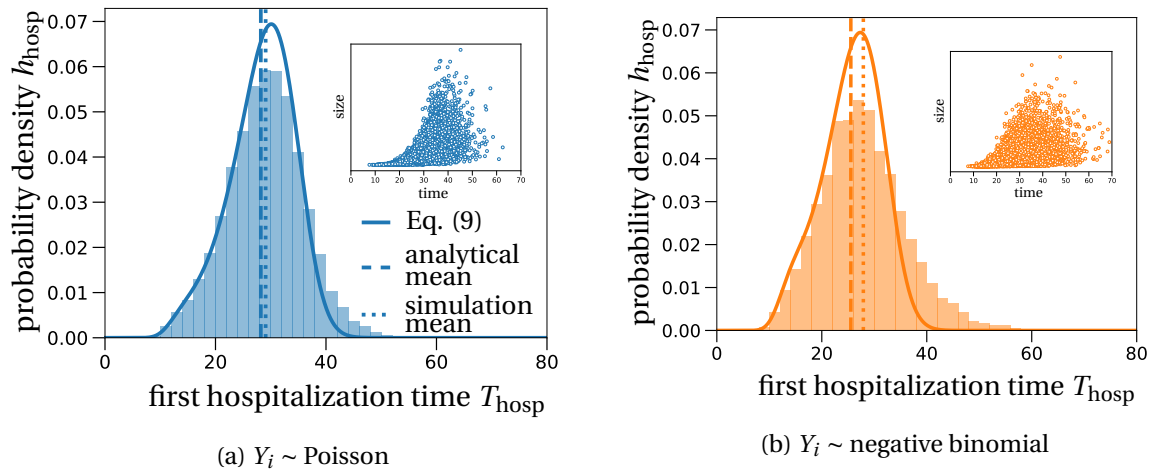 probability density h_hosp
0.07
0.06
0.05
0.04
0.03
0.02
0.01
0.00
0 20 40 60 80
first hospitalization time T_hosp
size
0 10 20 30 40 50 60 70
time
Eq. (9)
analytical
mean
simulation
mean
(a) Y_i ~ Poisson
probability density h_hosp
0.07
0.06
0.05
0.04
0.03
0.02
0.01
0.00
0 20 40 60 80
first hospitalization time T_hosp
size
0 10 20 30 40 50 60 70
time
(b) Y_i ~ negative binomial